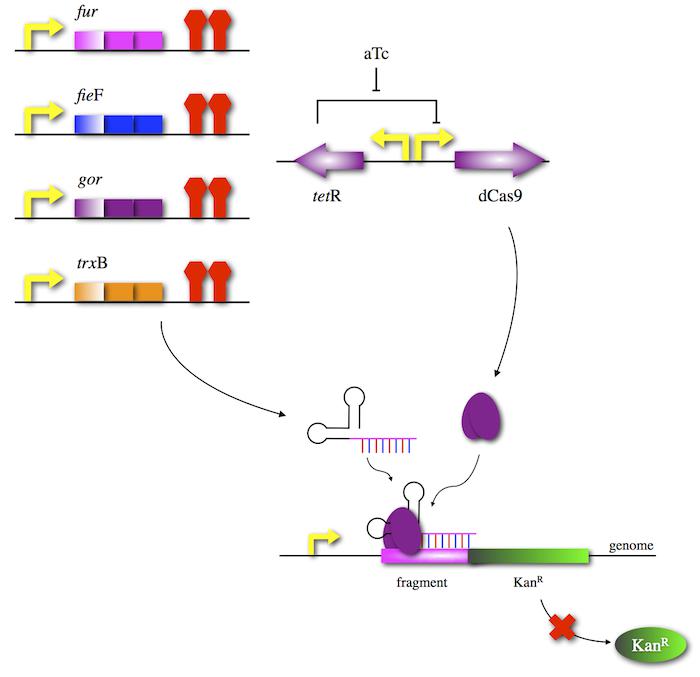 fur
fieF
gor
trxB
aTc
tetR
dCas9
genome
fragment
Kanᴿ
Kanᴿ